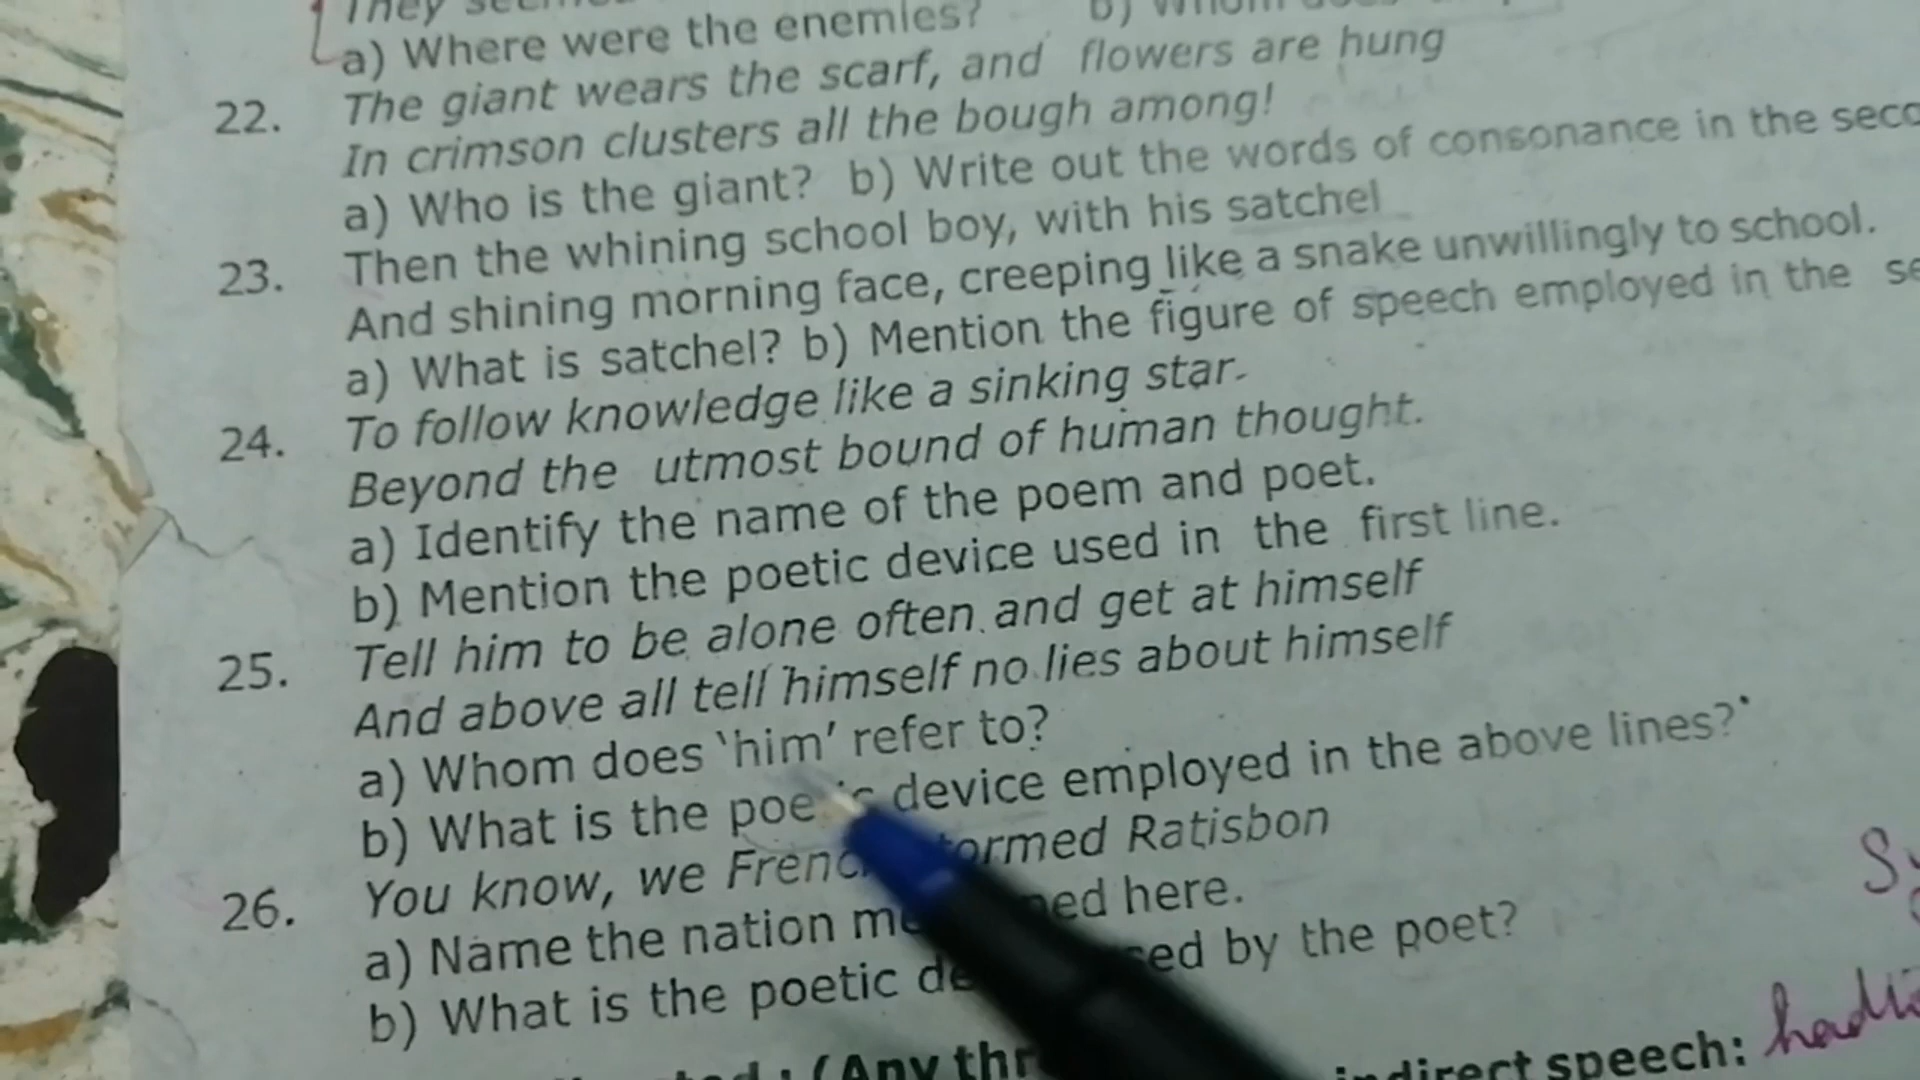 They
a) Where were the enemies? b)
22. The giant wears the scarf, and flowers are hung
In crimson clusters all the bough among!
a) Who is the giant? b) Write out the words of consonance in the
23. Then the whining school boy, with his satchel
And shining morning face, creeping like a snake unwillingly to school.
a) What is satchel? b) Mention the figure of speech employed in the
24. To follow knowledge like a sinking star.
Beyond the utmost bound of human thought.
a) Identify the name of the poem and poet.
b) Mention the poetic device used in the first line.
25. Tell him to be alone often and get at himself
And above all tell himself no lies about himself
a) Whom does 'him' refer to?
b) What is the device employed in the above lines?
26. You know, we Ratisbon
a) Name the nation here.
b) What is the poetic by the poet?
(Any indirect speech: